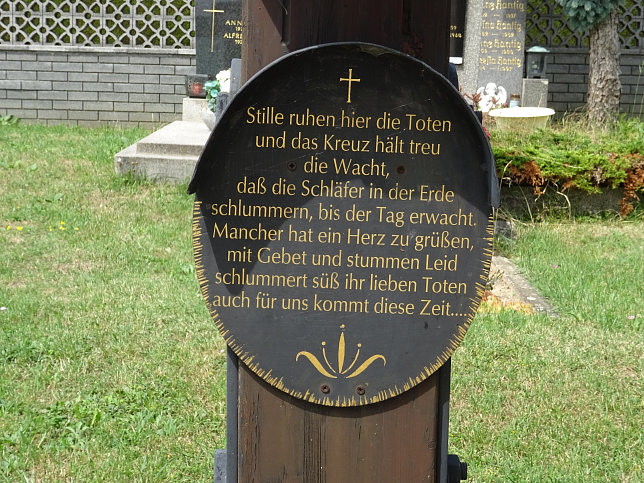 ANN
ALFRE
Stille ruhen hier die Toten
und das Kreuz hält treu
die Wacht,
daß die Schläfer in der Erde
schlummern, bis der Tag erwacht.
Mancher hat ein Herz zu grüßen,
mit Gebet und stummen Leid
schlummert süß ihr lieben Toten
auch für uns kommt diese Zeit....